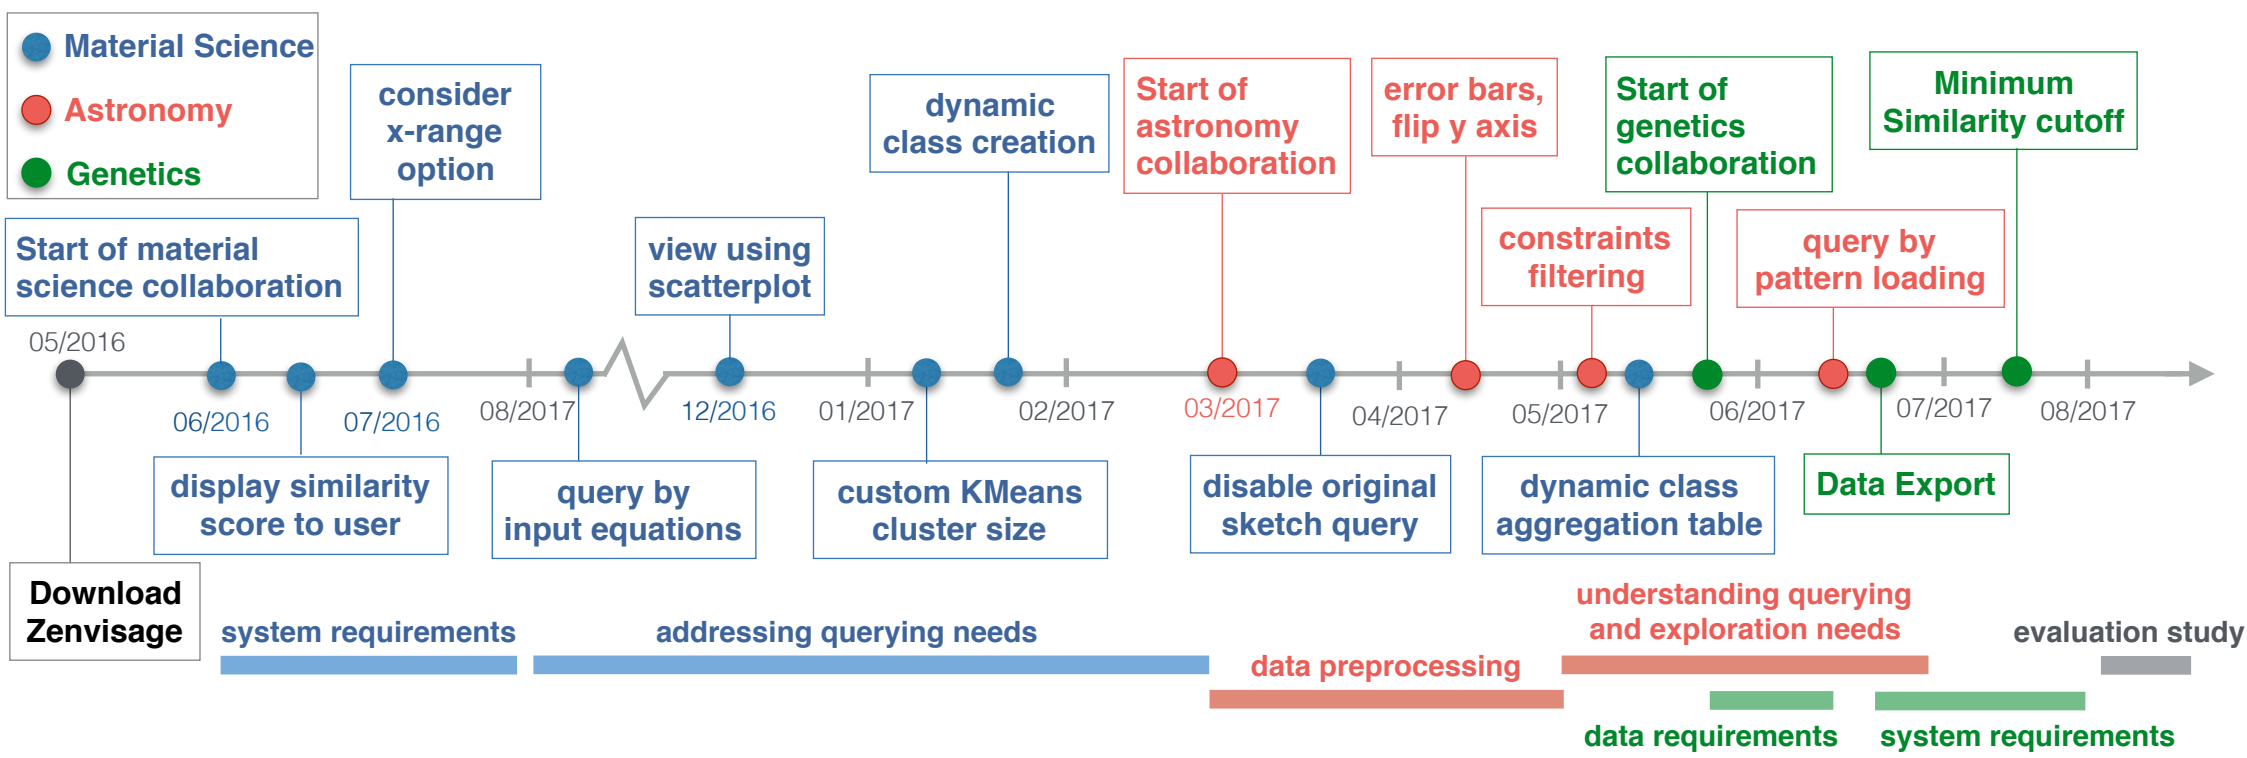 Material Science
Astronomy
Genetics
Start of material
science collaboration
consider
x-range
option
view using
scatterplot
dynamic
class creation
Start of
astronomy
collaboration
error bars,
flip y axis
constraints
filtering
Start of
genetics
collaboration
query by
pattern loading
Minimum
Similarity cutoff
05/2016
06/2016
07/2016
08/2017
12/2016
01/2017
02/2017
03/2017
04/2017
05/2017
06/2017
07/2017
08/2017
Download
Zenvisage
display similarity
score to user
query by
input equations
custom KMeans
cluster size
disable original
sketch query
dynamic class
aggregation table
Data Export
system requirements
addressing querying needs
data preprocessing
understanding querying
and exploration needs
evaluation study
data requirements
system requirements